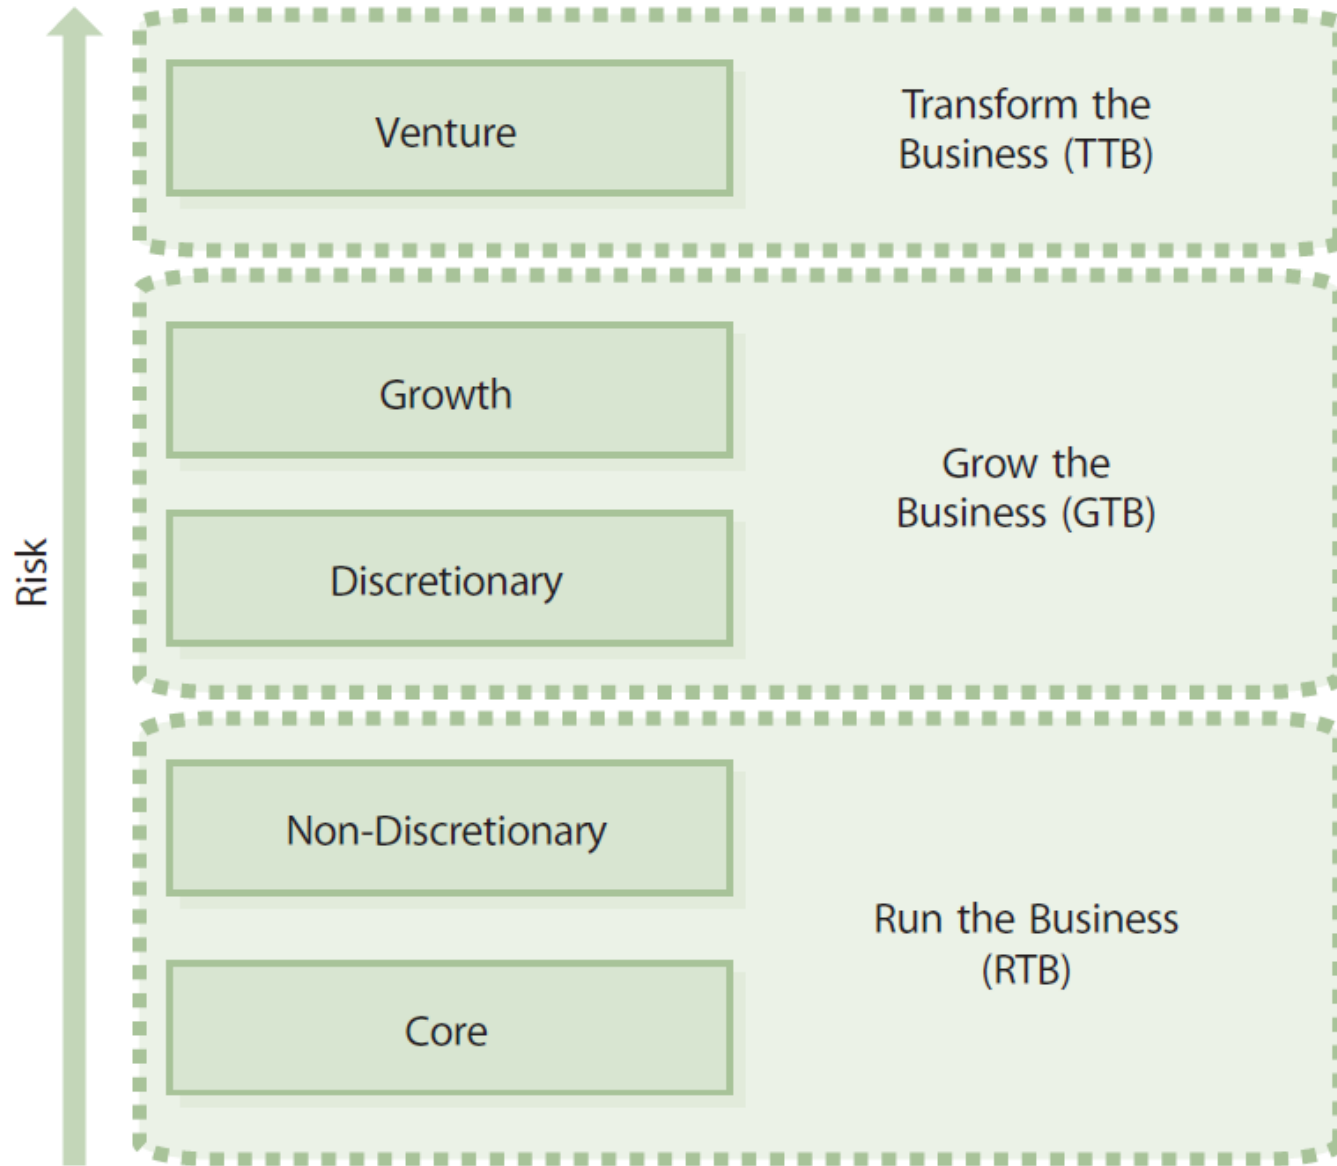 Venture
Transform the
Business (TTB)
Growth
Discretionary
Grow the
Business (GTB)
Risk
Non-Discretionary
Core
Run the Business
(RTB)